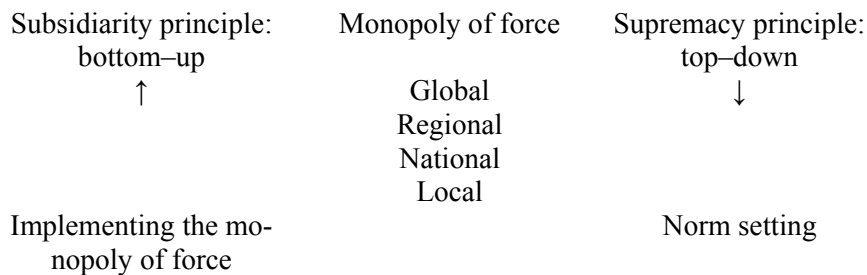 Subsidiarity principle: Monopoly of force Supremacy principle:
bottom–up top–down
↑ Global ↓
Regional
National
Local
Implementing the mo- Norm setting
nopoly of force